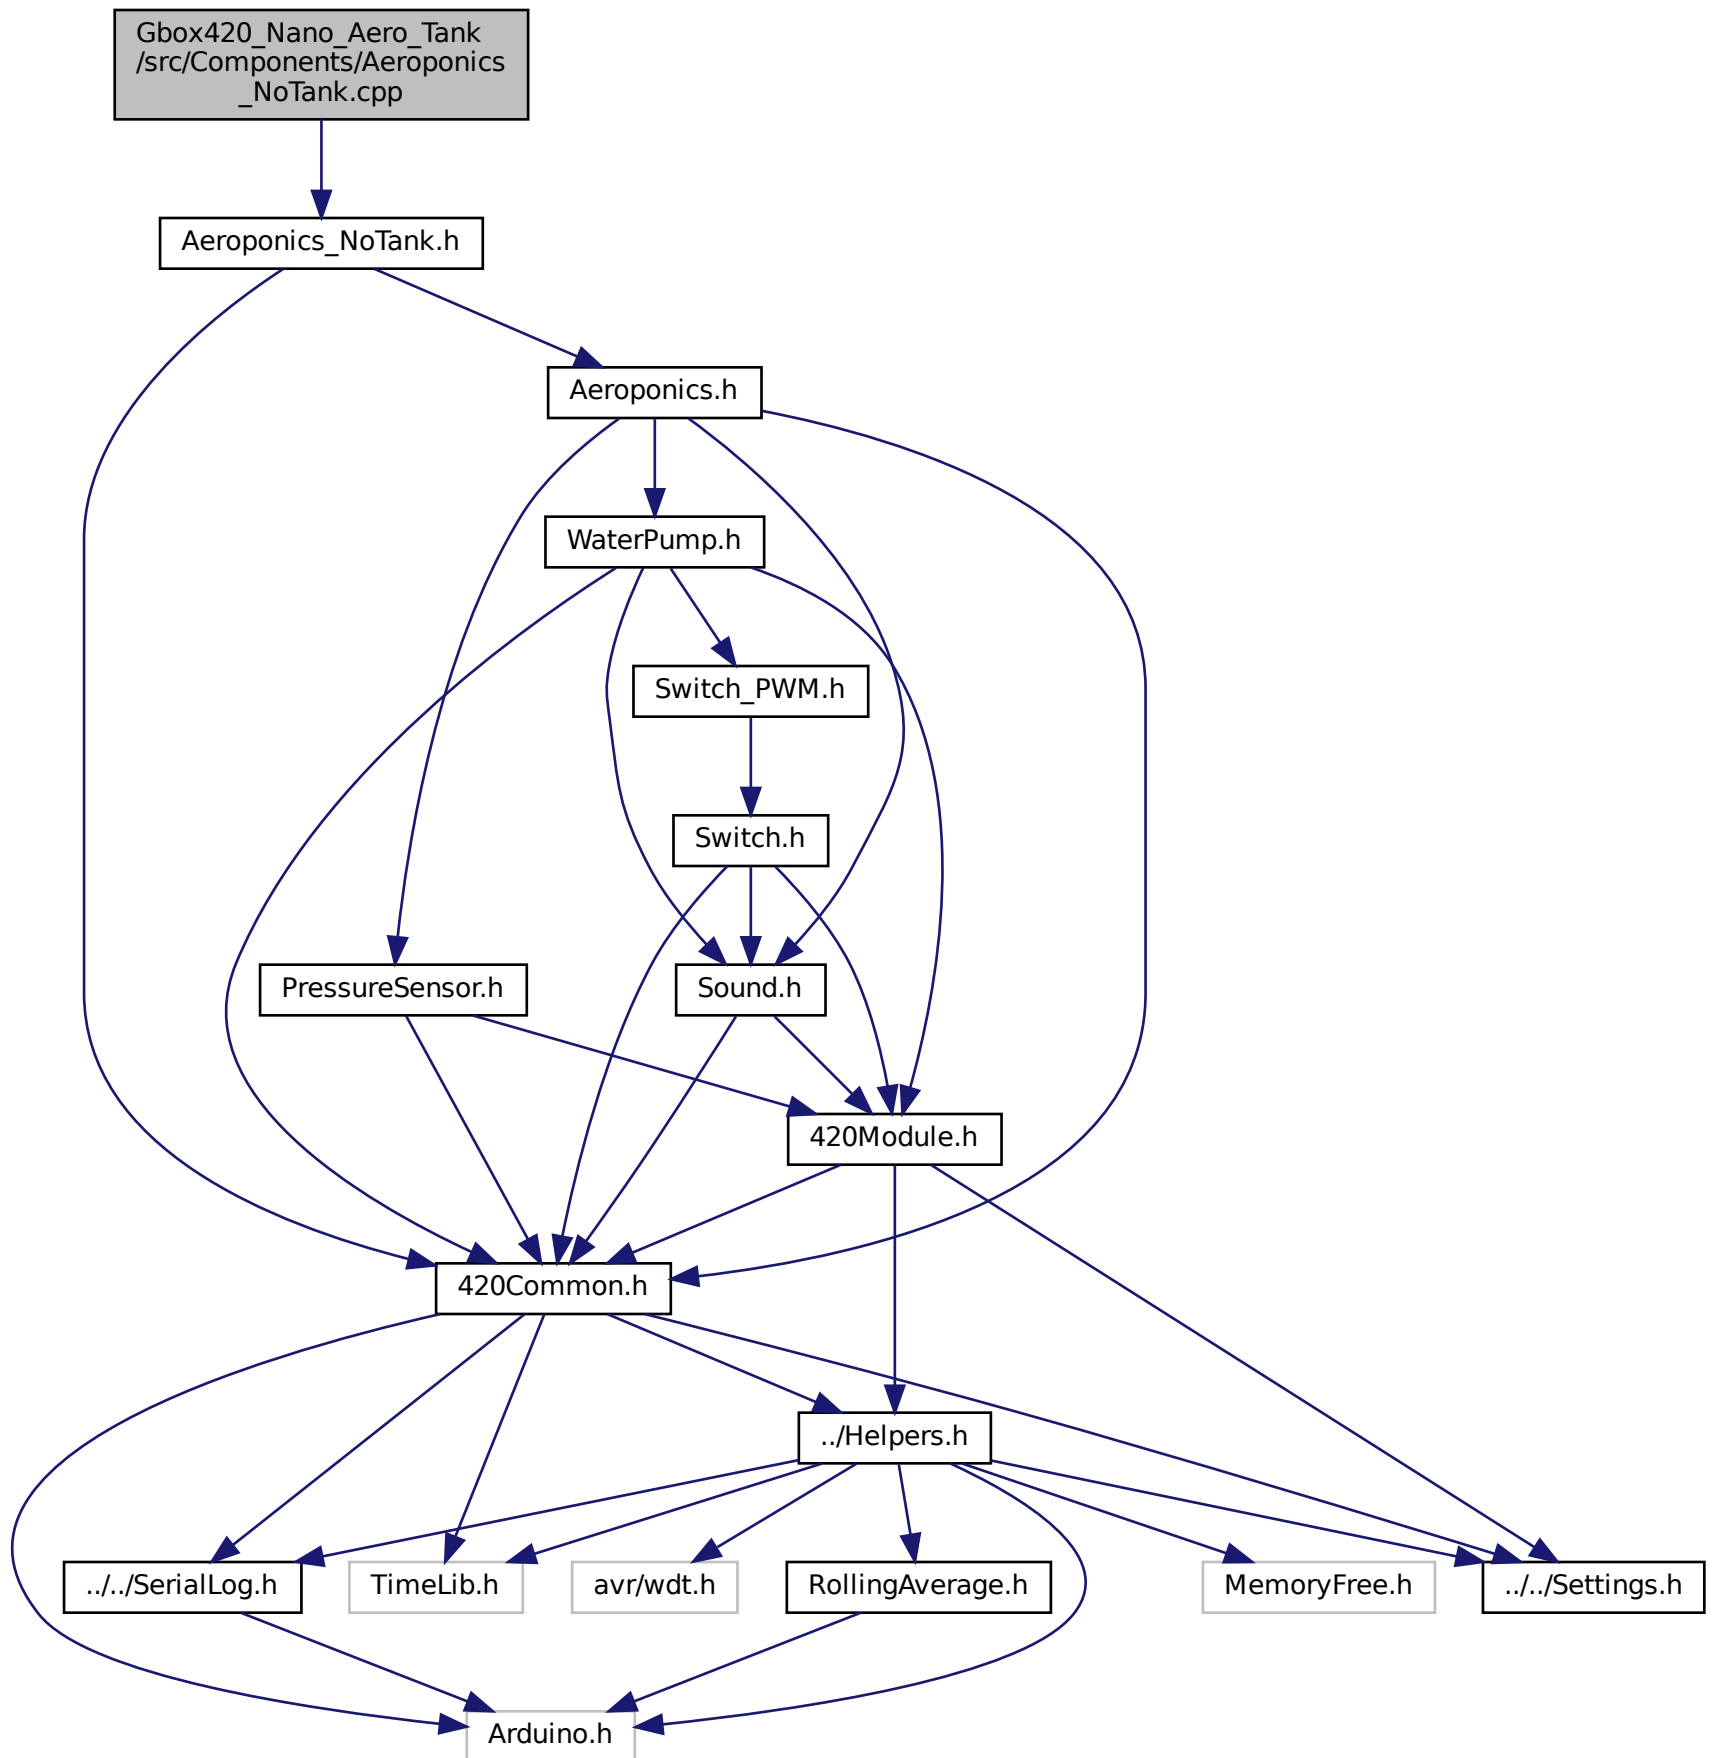 Gbox420_Nano_Aero_Tank
/src/Components/Aeroponics
_NoTank.cpp
Aeroponics_NoTank.h
Aeroponics.h
WaterPump.h
Switch_PWM.h
Switch.h
PressureSensor.h
Sound.h
420Module.h
420Common.h
../Helpers.h
../../SerialLog.h
TimeLib.h
avr/wdt.h
RollingAverage.h
MemoryFree.h
../../Settings.h
Arduino.h